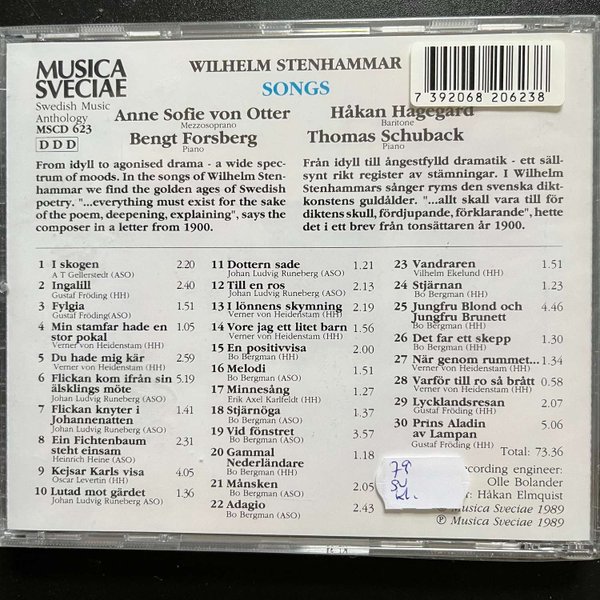 MUSICA
SVECIAE
Swedish Music
Anthology
MSCD 623
D D D
WILHELM STENHAMMAR
SONGS
Anne Sofie von Otter
Mezzosoprano
Bengt Forsberg
Piano
Håkan Hagegård
Baritone
Thomas Schuback
Piano
7 392068 206238
From idyll to agonised drama - a wide spec-
trum of moods. In the songs of Wilhelm Sten-
hammar we find the golden ages of Swedish
poetry. "...everything must exist for the sake
of the poem, deepening, explaining", says the
composer in a letter from 1900.
Från idyll till ångestfylld dramatik - ett säll-
synt rikt register av stämningar. I Wilhelm
Stenhammars sånger ryms den svenska dikt-
konstens guldålder. "...allt skall vara till för
diktens skull, fördjupande, förklarande", hette
det i ett brev från tonsättaren år 1900.
1 I skogen 2.20
A T Gellerstedt (ASO)
2 Ingalill 2.40
Gustaf Fröding (HH)
3 Fylgia 1.51
Gustaf Fröding(ASO)
4 Min stamfar hade en 1.05
stor pokal
Verner von Heidenstam (HH)
5 Du hade mig kär 2.59
Verner von Heidenstam (HH)
6 Flickan kom ifrån sin 5.19
älsklings möte
Johan Ludvig Runeberg (ASO)
7 Flickan knyter i 1.41
Johannenatten
Johan Ludvig Runeberg (ASO)
8 Ein Fichtenbaum 2.31
steht einsam
Heinrich Heine (ASO)
9 Kejsar Karls visa 4.05
Oscar Levertin (HH)
10 Lutad mot gärdet 1.36
Johan Ludvig Runeberg (ASO)
11 Dottern sade 1.21
Johan Ludvig Runeberg (ASO)
12 Till en ros 2.13
Johan Ludvig Runeberg (ASO)
13 I lönnens skymning 2.19
Verner von Heidenstam (HH)
14 Vore jag ett litet barn 1.56
Verner von Heidenstam (HH)
15 En positivvisa 2.00
Bo Bergman (HH)
16 Melodi 1.51
Bo Bergman (ASO)
17 Minnesång 1.27
Erik Axel Karlfeldt (HH)
18 Stjärnöga 1.37
Bo Bergman (ASO)
19 Vid fönstret 3.57
Bo Bergman (ASO)
20 Gammal 1.18
Nederländare
Bo Bergman (HH)
21 Månsken 2.05
Bo Bergman (HH)
22 Adagio 2.43
Bo Bergman (ASO)
23 Vandraren 1.51
Vilhelm Ekelund (HH)
24 Stjärnan 1.23
Bo Bergman (HH)
25 Jungfru Blond och 4.46
Jungfru Brunett
Bo Bergman (HH)
26 Det far ett skepp 1.30
Bo Bergman (HH)
27 När genom rummet... 1.34
Verner von Heidenstam (HH)
28 Varför till ro så brått 0.58
Verner von Heidenstam (HH)
29 Lycklandsresan 2.07
Gustaf Fröding (HH)
30 Prins Aladin 5.06
av Lampan
Gustaf Fröding (HH)
Total: 73.36
79
ecording engineer:
Olle Bolander
r: Håkan Elmquist
© Musica Sveciae 1989
℗ Musica Sveciae 1989